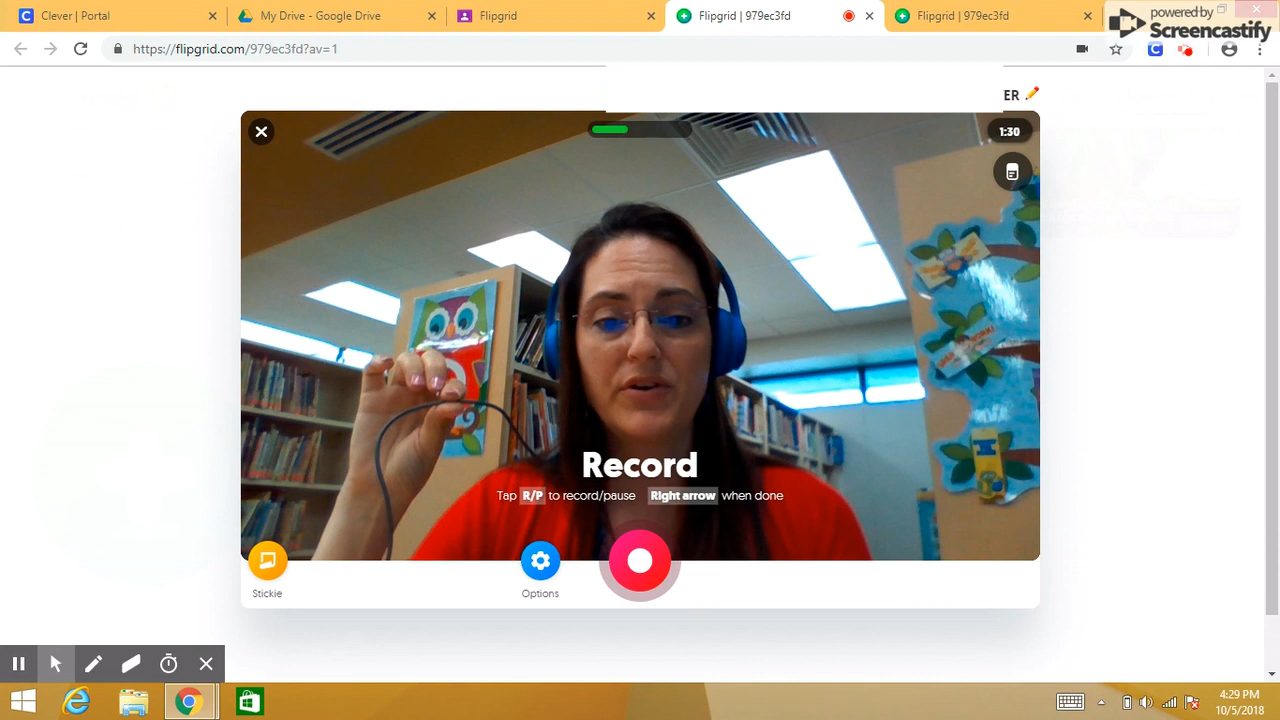 Clever | Portal
My Drive - Google Drive
Flipgrid
Flipgrid | 979ec3fd
Flipgrid | 979ec3fd
powered by
Screencastify
https://flipgrid.com/979ec3fd?av=1
ER
1:30
Record
Tap R/P to record/pause Right arrow when done
Stickie
Options
4:29 PM
10/5/2018